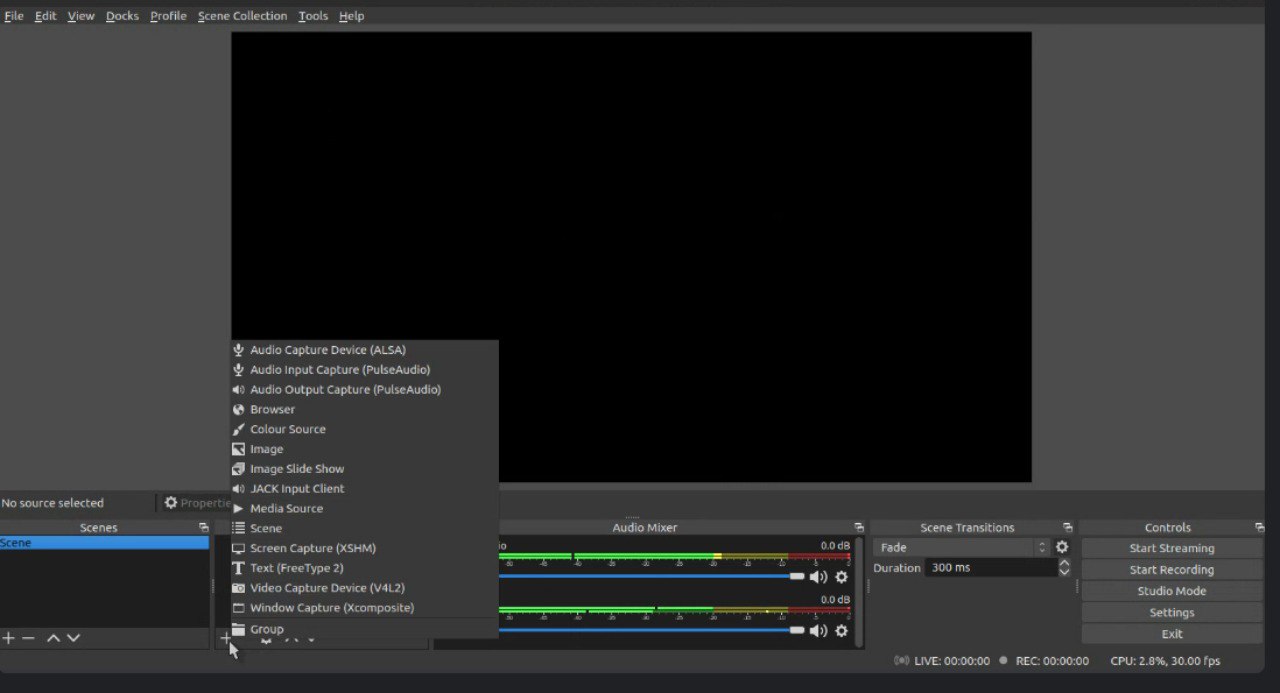 File Edit View Docks Profile Scene Collection Tools Help
Audio Capture Device (ALSA)
Audio Input Capture (PulseAudio)
Audio Output Capture (PulseAudio)
Browser
Colour Source
Image
Image Slide Show
JACK Input Client
Media Source
Scene
Screen Capture (XSHM)
Text (FreeType 2)
Video Capture Device (V4L2)
Window Capture (Xcomposite)
Group
No source selected
Scenes
Scene
Audio Mixer
0.0 dB
0.0 dB
Scene Transitions
Fade
Duration 300 ms
Controls
Start Streaming
Start Recording
Studio Mode
Settings
Exit
LIVE: 00:00:00 REC: 00:00:00 CPU: 2.8%, 30.00 fps